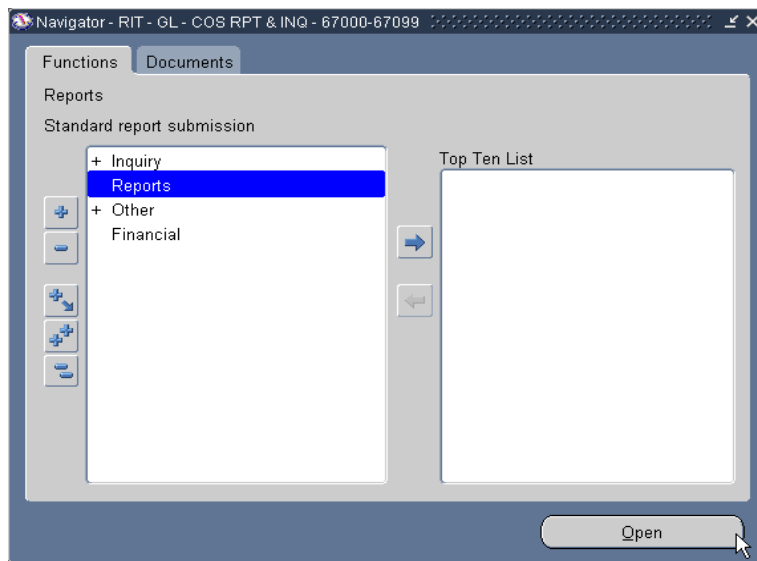 Navigator - RIT - GL - COS RPT & INQ - 67000-67099
Functions
Documents
Reports
Standard report submission
+ Inquiry
Reports
+ Other
Financial
Top Ten List
Open